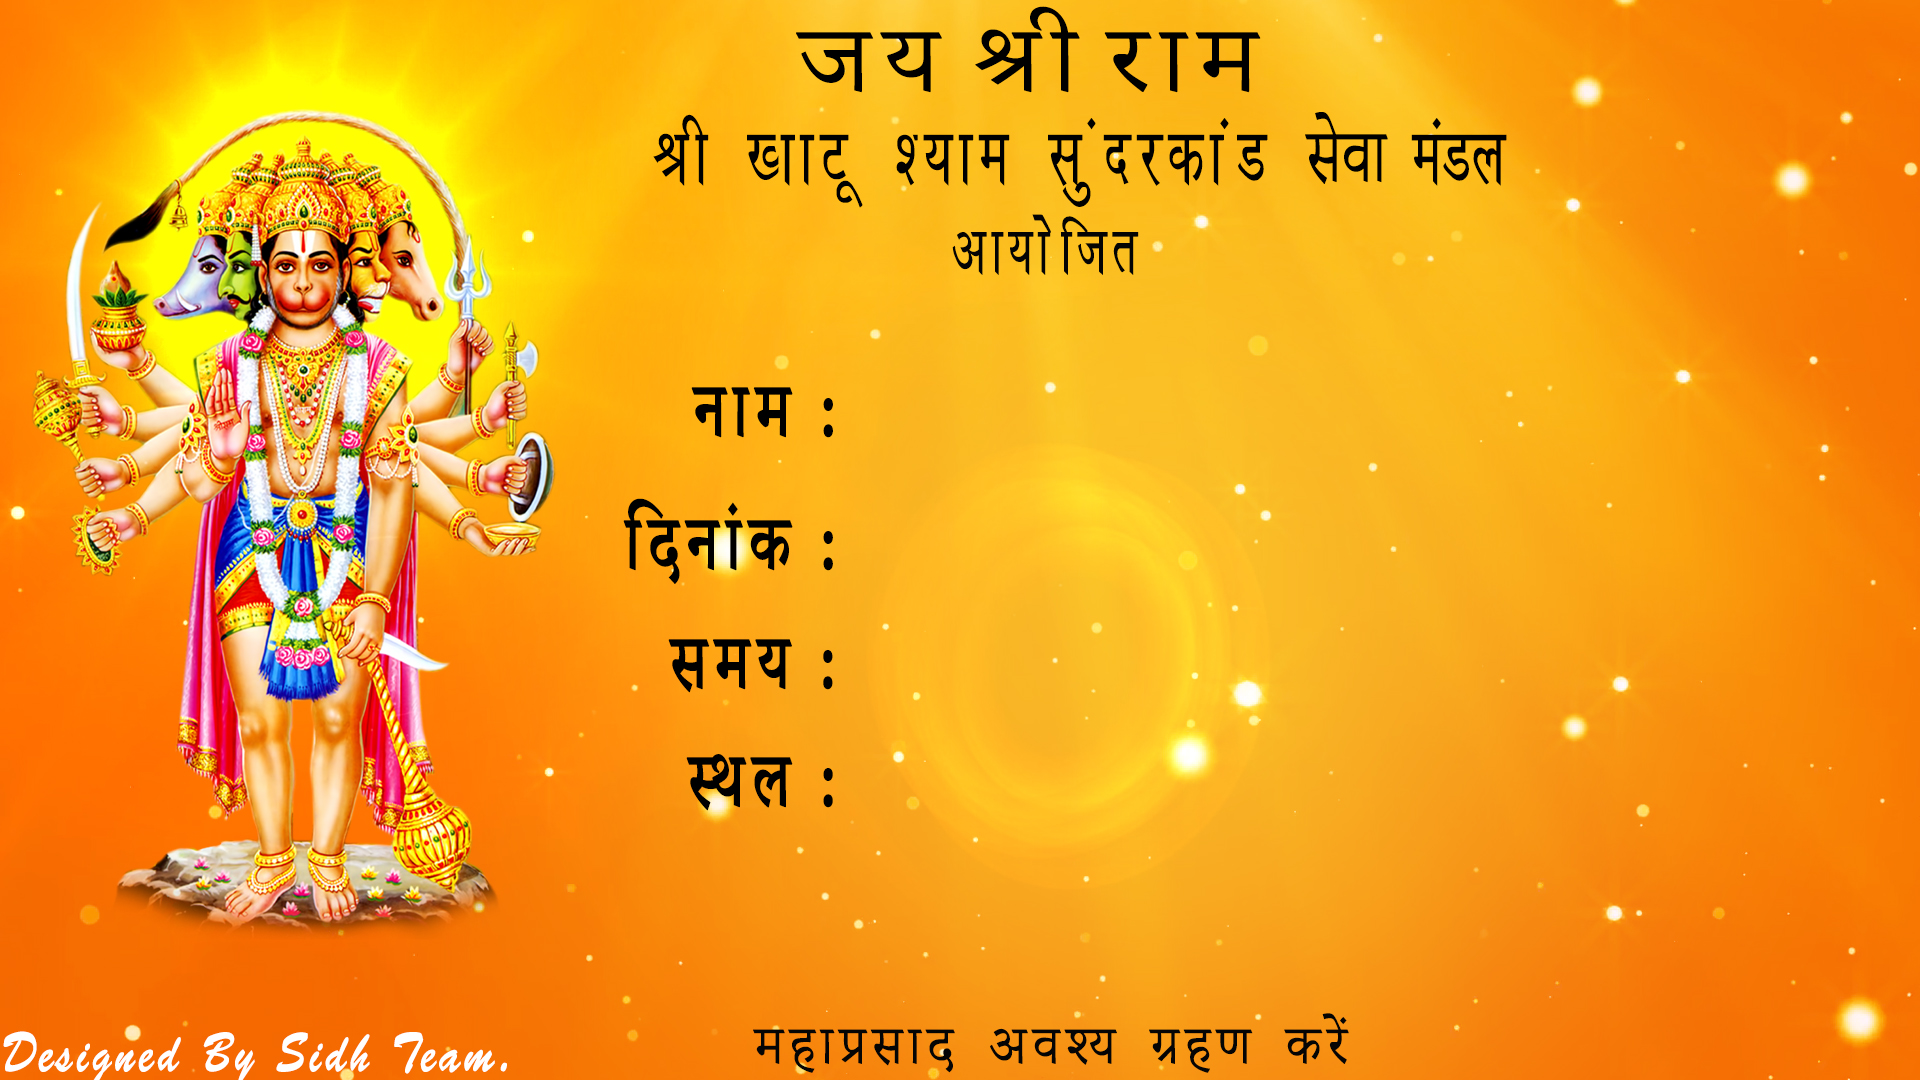 जय श्री राम
श्री खाटू श्याम सुंदरकांड सेवा मंडल
आयोजित
नाम :
दिनांक :
समय :
स्थल :
महाप्रसाद अवश्य ग्रहण करें
Designed By Sidh Team.